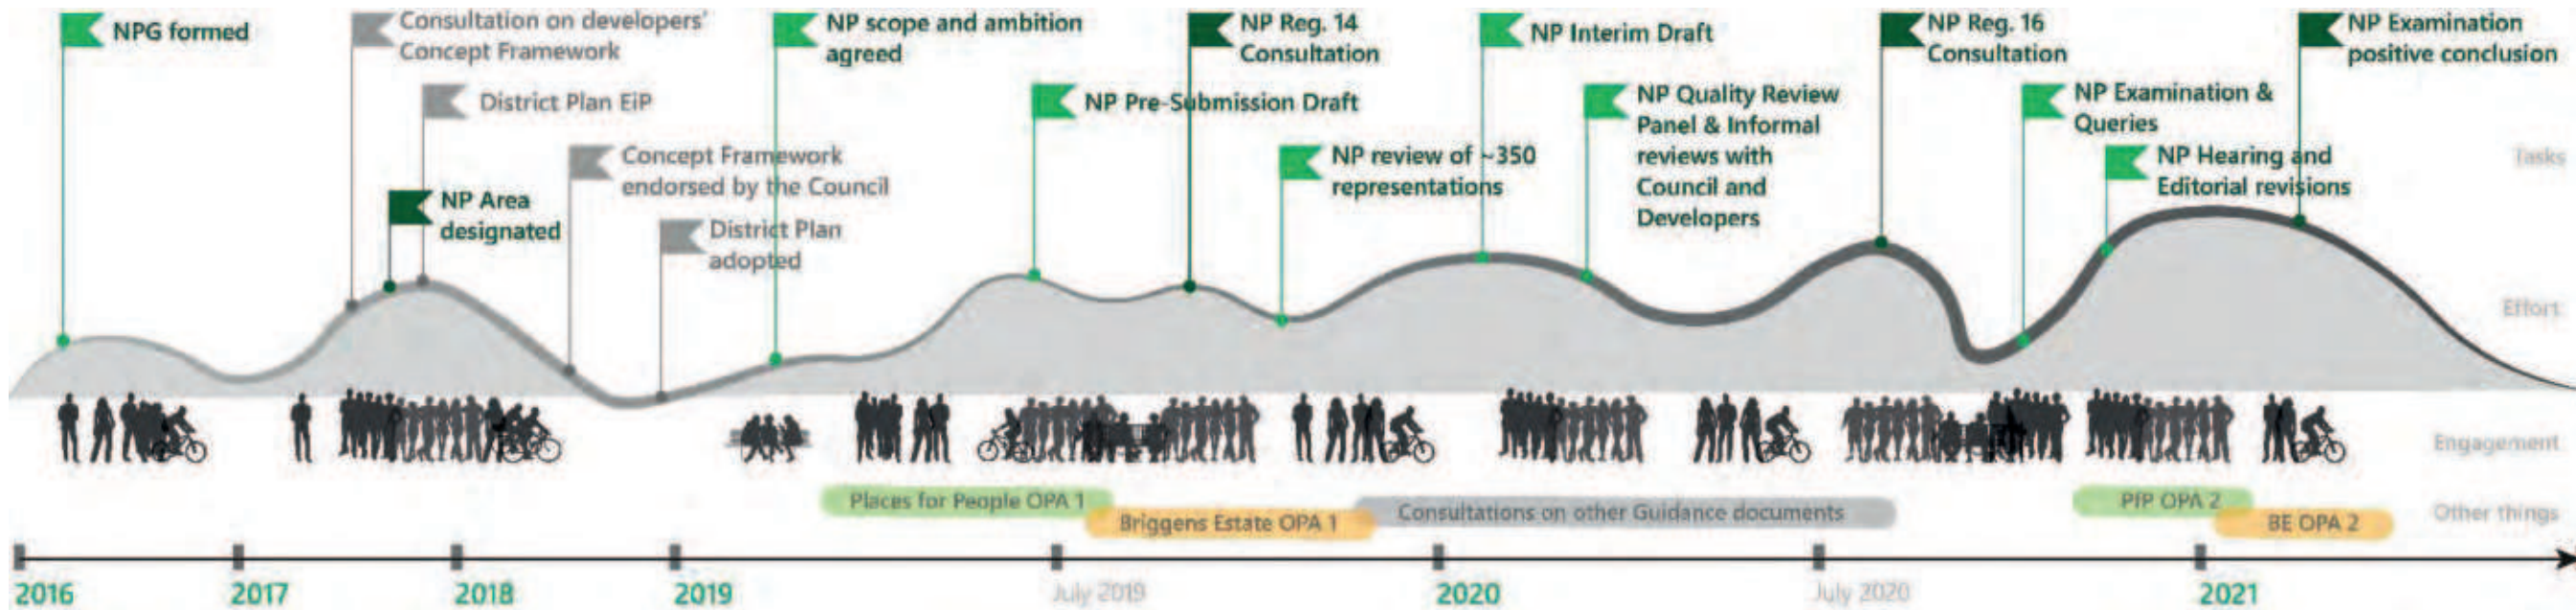 NPG formed
Consultation on developers'
Concept Framework
District Plan EiP
NP Area
designated
Concept Framework
endorsed by the Council
District Plan
adopted
NP scope and ambition
agreed
NP Pre-Submission Draft
NP Reg. 14
Consultation
NP review of ~350
representations
NP Interim Draft
NP Quality Review
Panel & Informal
reviews with
Council and
Developers
NP Reg. 16
Consultation
NP Examination &
Queries
NP Hearing and
Editorial revisions
NP Examination
positive conclusion
Tasks
Effort
Engagement
Other things
Places for People OPA 1
Briggens Estate OPA 1
Consultations on other Guidance documents
PfP OPA 2
BE OPA 2
2016
2017
2018
2019
July 2019
2020
July 2020
2021